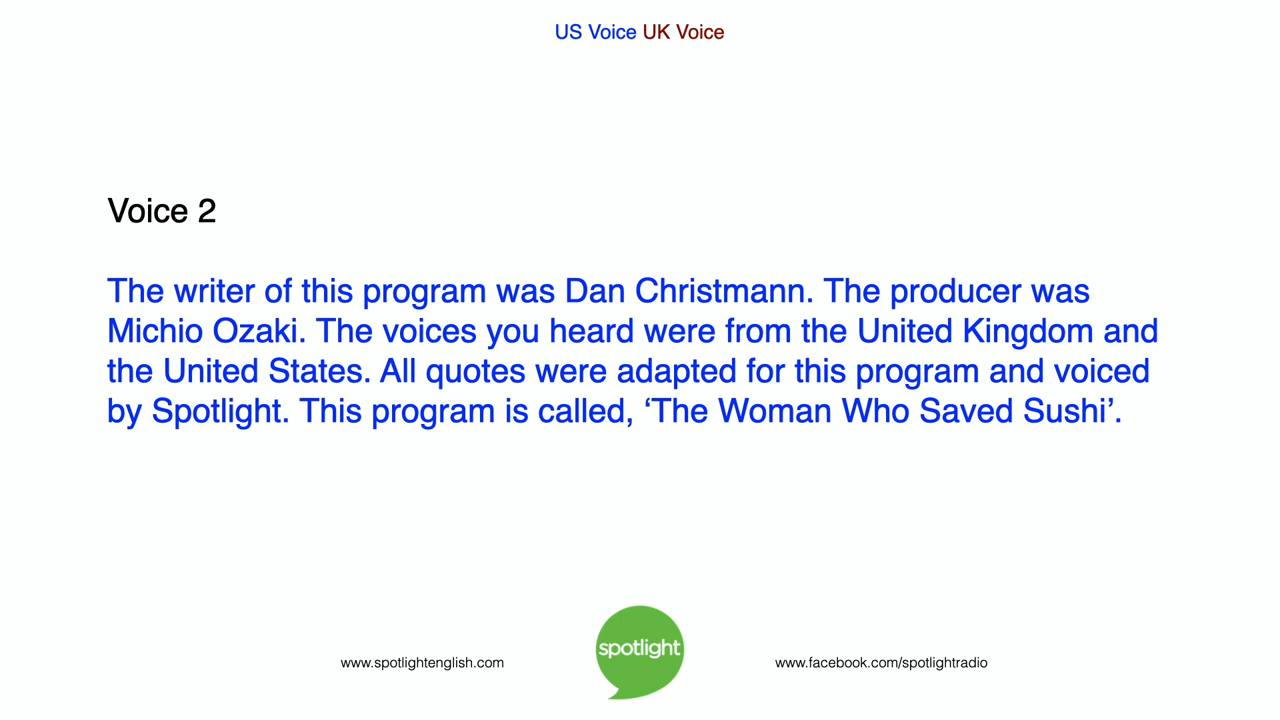 US Voice UK Voice
Voice 2
The writer of this program was Dan Christmann. The producer was
Michio Ozaki. The voices you heard were from the United Kingdom and
the United States. All quotes were adapted for this program and voiced
by Spotlight. This program is called, ‘The Woman Who Saved Sushi’.
www.spotlightenglish.com
spotlight
www.facebook.com/spotlightradio